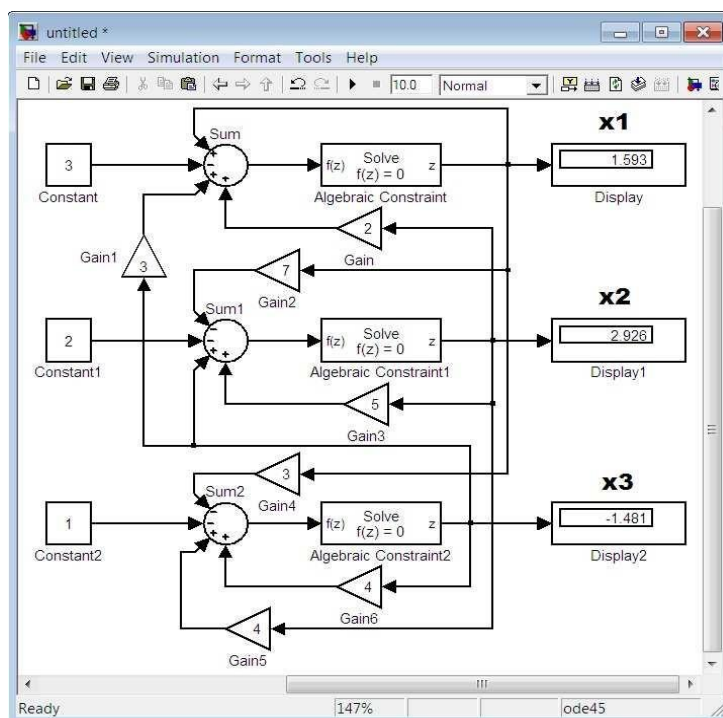 untitled *
File Edit View Simulation Format Tools Help
10.0 Normal
x1
Sum
3
Constant
f(z) Solve f(z) = 0 z
Algebraic Constraint
1.593
Display
2
Gain
Gain1
3
7
Gain2
x2
Sum1
2
Constant1
f(z) Solve f(z) = 0 z
Algebraic Constraint1
2.926
Display1
5
Gain3
3
Gain4
x3
Sum2
1
Constant2
f(z) Solve f(z) = 0 z
Algebraic Constraint2
-1.481
Display2
4
Gain6
4
Gain5
Ready 147% ode45